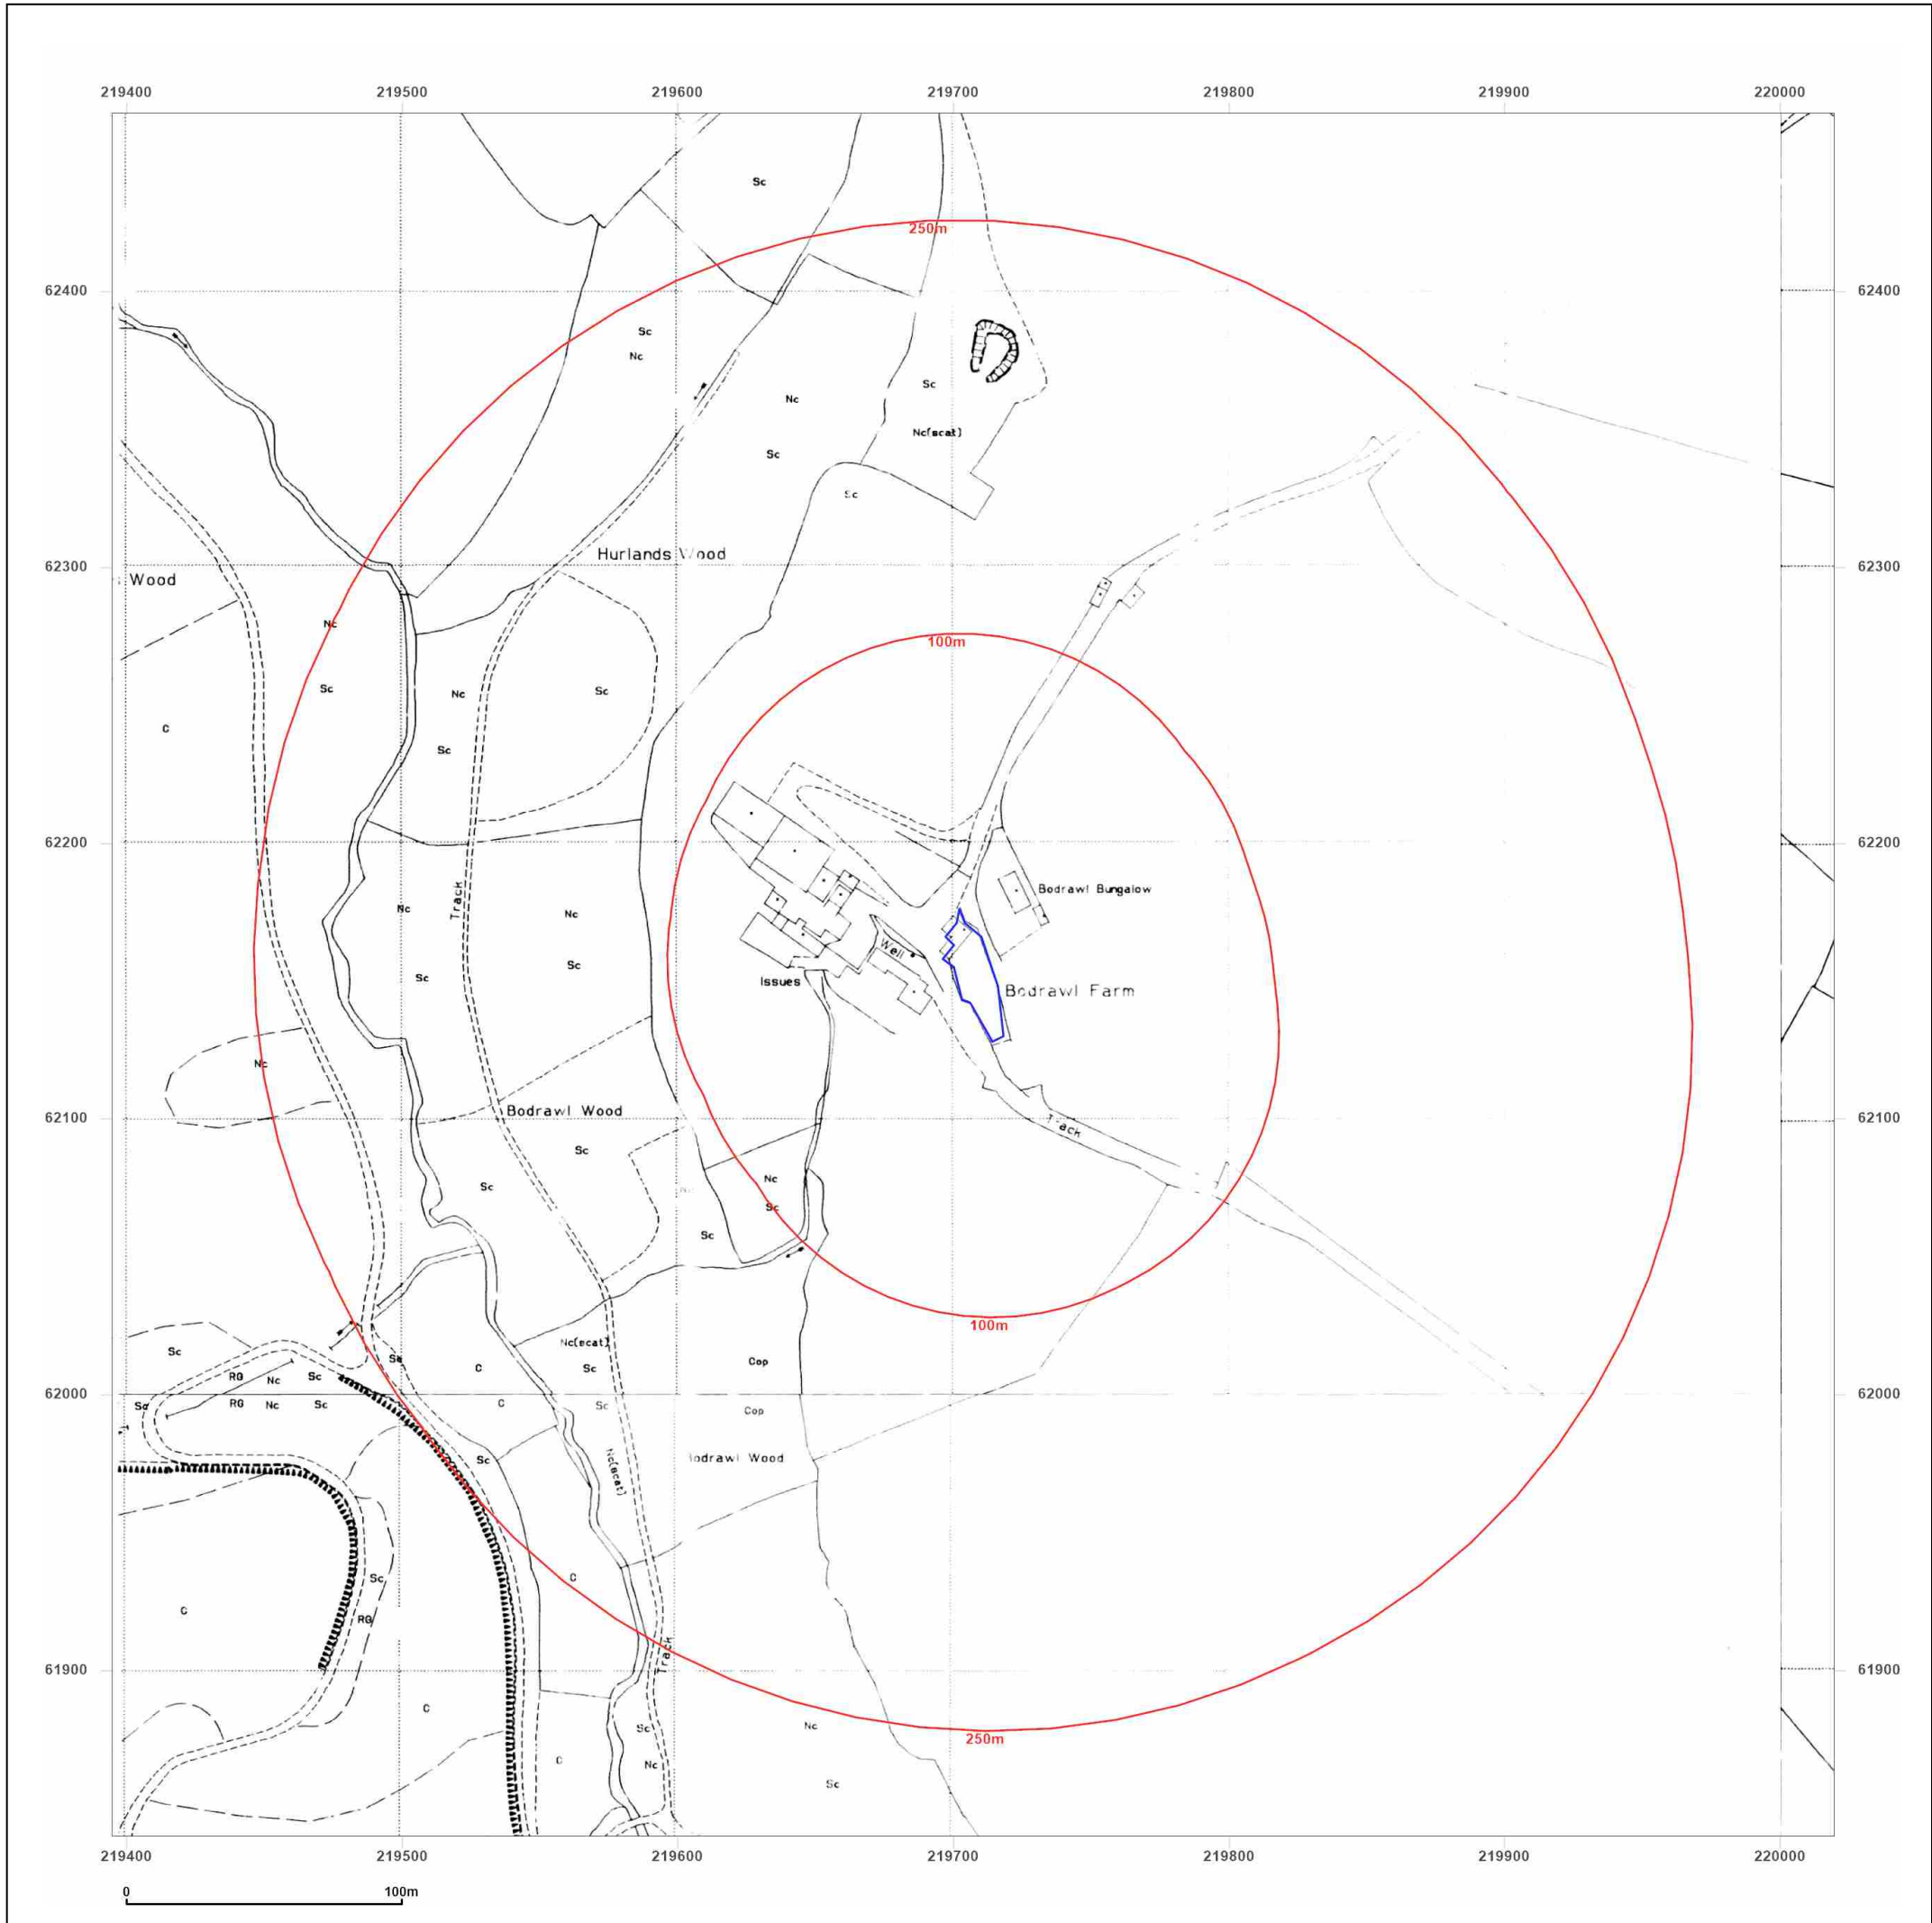 219400 219500 219600 219700 219800 219900 220000
Sc
250m
62400 62400
Sc
Nc
Sc
Nc
Nc(scat)
Sc
Sc
Hurlands Wood
62300 62300
Wood
Nc
100m
Sc
Nc
Sc
C
Sc
62200 62200
Track
Bodrawl Bungalow
Nc
Nc
Well
Sc
Sc
Issues
Bodrawl Farm
Nc
Bodrawl Wood
62100 62100
Track
Sc
Nc
Sc
Nc
Sc
Sc
100m
Nc(scat)
Sc
Sc
Cop
C
Sc
RG Nc Sc
62000 62000
Sc RG Nc Sc
C
Sc
Cop
Sc
Nc(scat)
Bodrawl Wood
C
Sc
C
RG
Track
61900 61900
C
Sc
Nc
250m
C
Nc
Sc
219400 219500 219600 219700 219800 219900 220000
0 100m